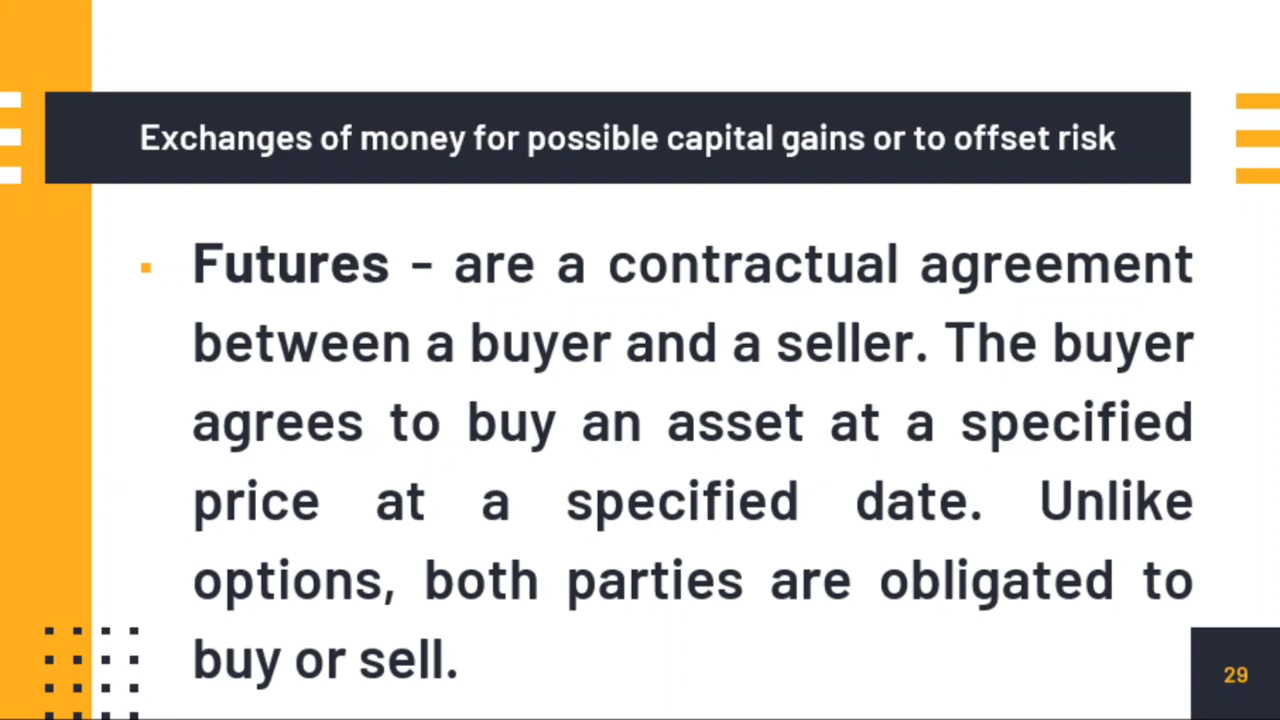 Exchanges of money for possible capital gains or to offset risk
▪ Futures - are a contractual agreement
between a buyer and a seller. The buyer
agrees to buy an asset at a specified
price at a specified date. Unlike
options, both parties are obligated to
buy or sell.
29